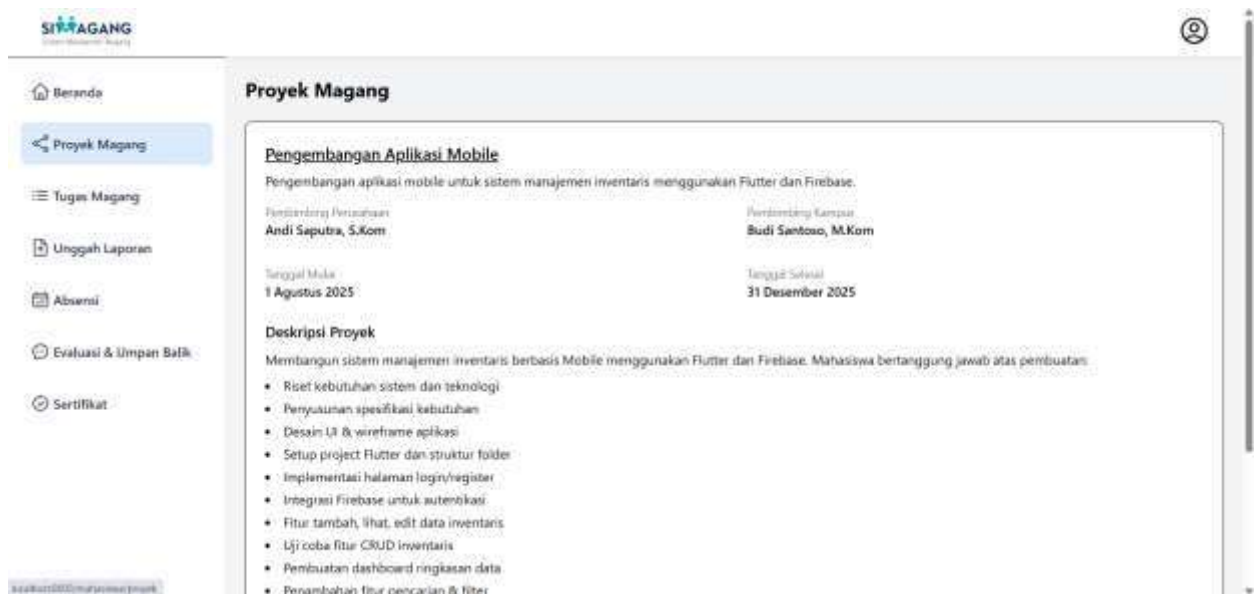 SIMAGANG
Beranda
Proyek Magang
Proyek Magang
Tugas Magang
Unggah Laporan
Absensi
Evaluasi & Umpan Balik
Sertifikat
Pengembangan Aplikasi Mobile
Pengembangan aplikasi mobile untuk sistem manajemen inventaris menggunakan Flutter dan Firebase.
Pembimbing Perusahaan
Pembimbing Kampus
Andi Saputra, S.Kom
Budi Santoso, M.Kom
Tanggal Mulai
Tanggal Selesai
1 Agustus 2025
31 Desember 2025
Deskripsi Proyek
Membangun sistem manajemen inventaris berbasis Mobile menggunakan Flutter dan Firebase. Mahasiswa bertanggung jawab atas pembuatan:
• Riset kebutuhan sistem dan teknologi
• Penyusunan spesifikasi kebutuhan
• Desain UI & wireframe aplikasi
• Setup project Flutter dan struktur folder
• Implementasi halaman login/register
• Integrasi Firebase untuk autentikasi
• Fitur tambah, lihat, edit data inventaris
• Uji coba fitur CRUD inventaris
• Pembuatan dashboard ringkasan data
• Penambahan fitur pencarian & filter